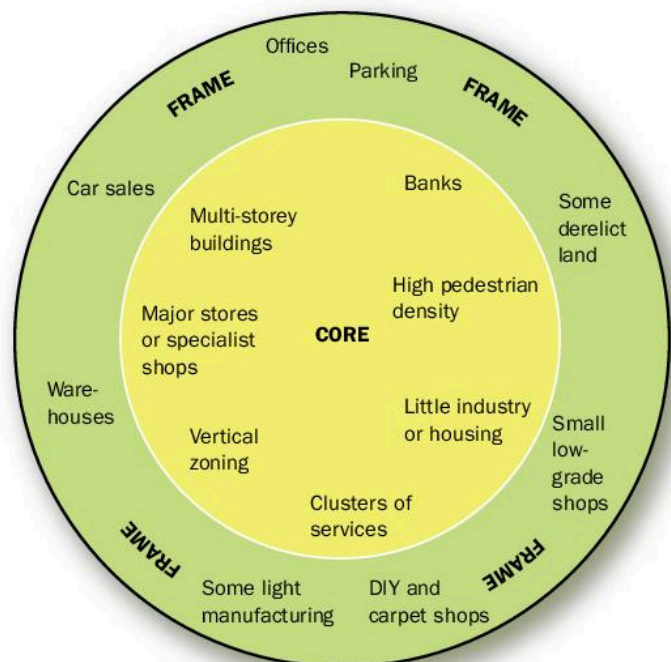 Offices
Parking
FRAME
FRAME
Car sales
Banks
Some
derelict
land
Multi-storey
buildings
High pedestrian
density
Major stores
or specialist
shops
CORE
Ware-
houses
Little industry
or housing
Small
low-
grade
shops
Vertical
zoning
Clusters of
services
FRAME
FRAME
Some light
manufacturing
DIY and
carpet shops